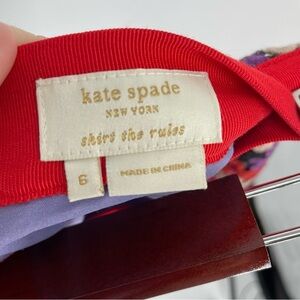 kate spade
NEW YORK
skirt the rules
6
MADE IN CHINA